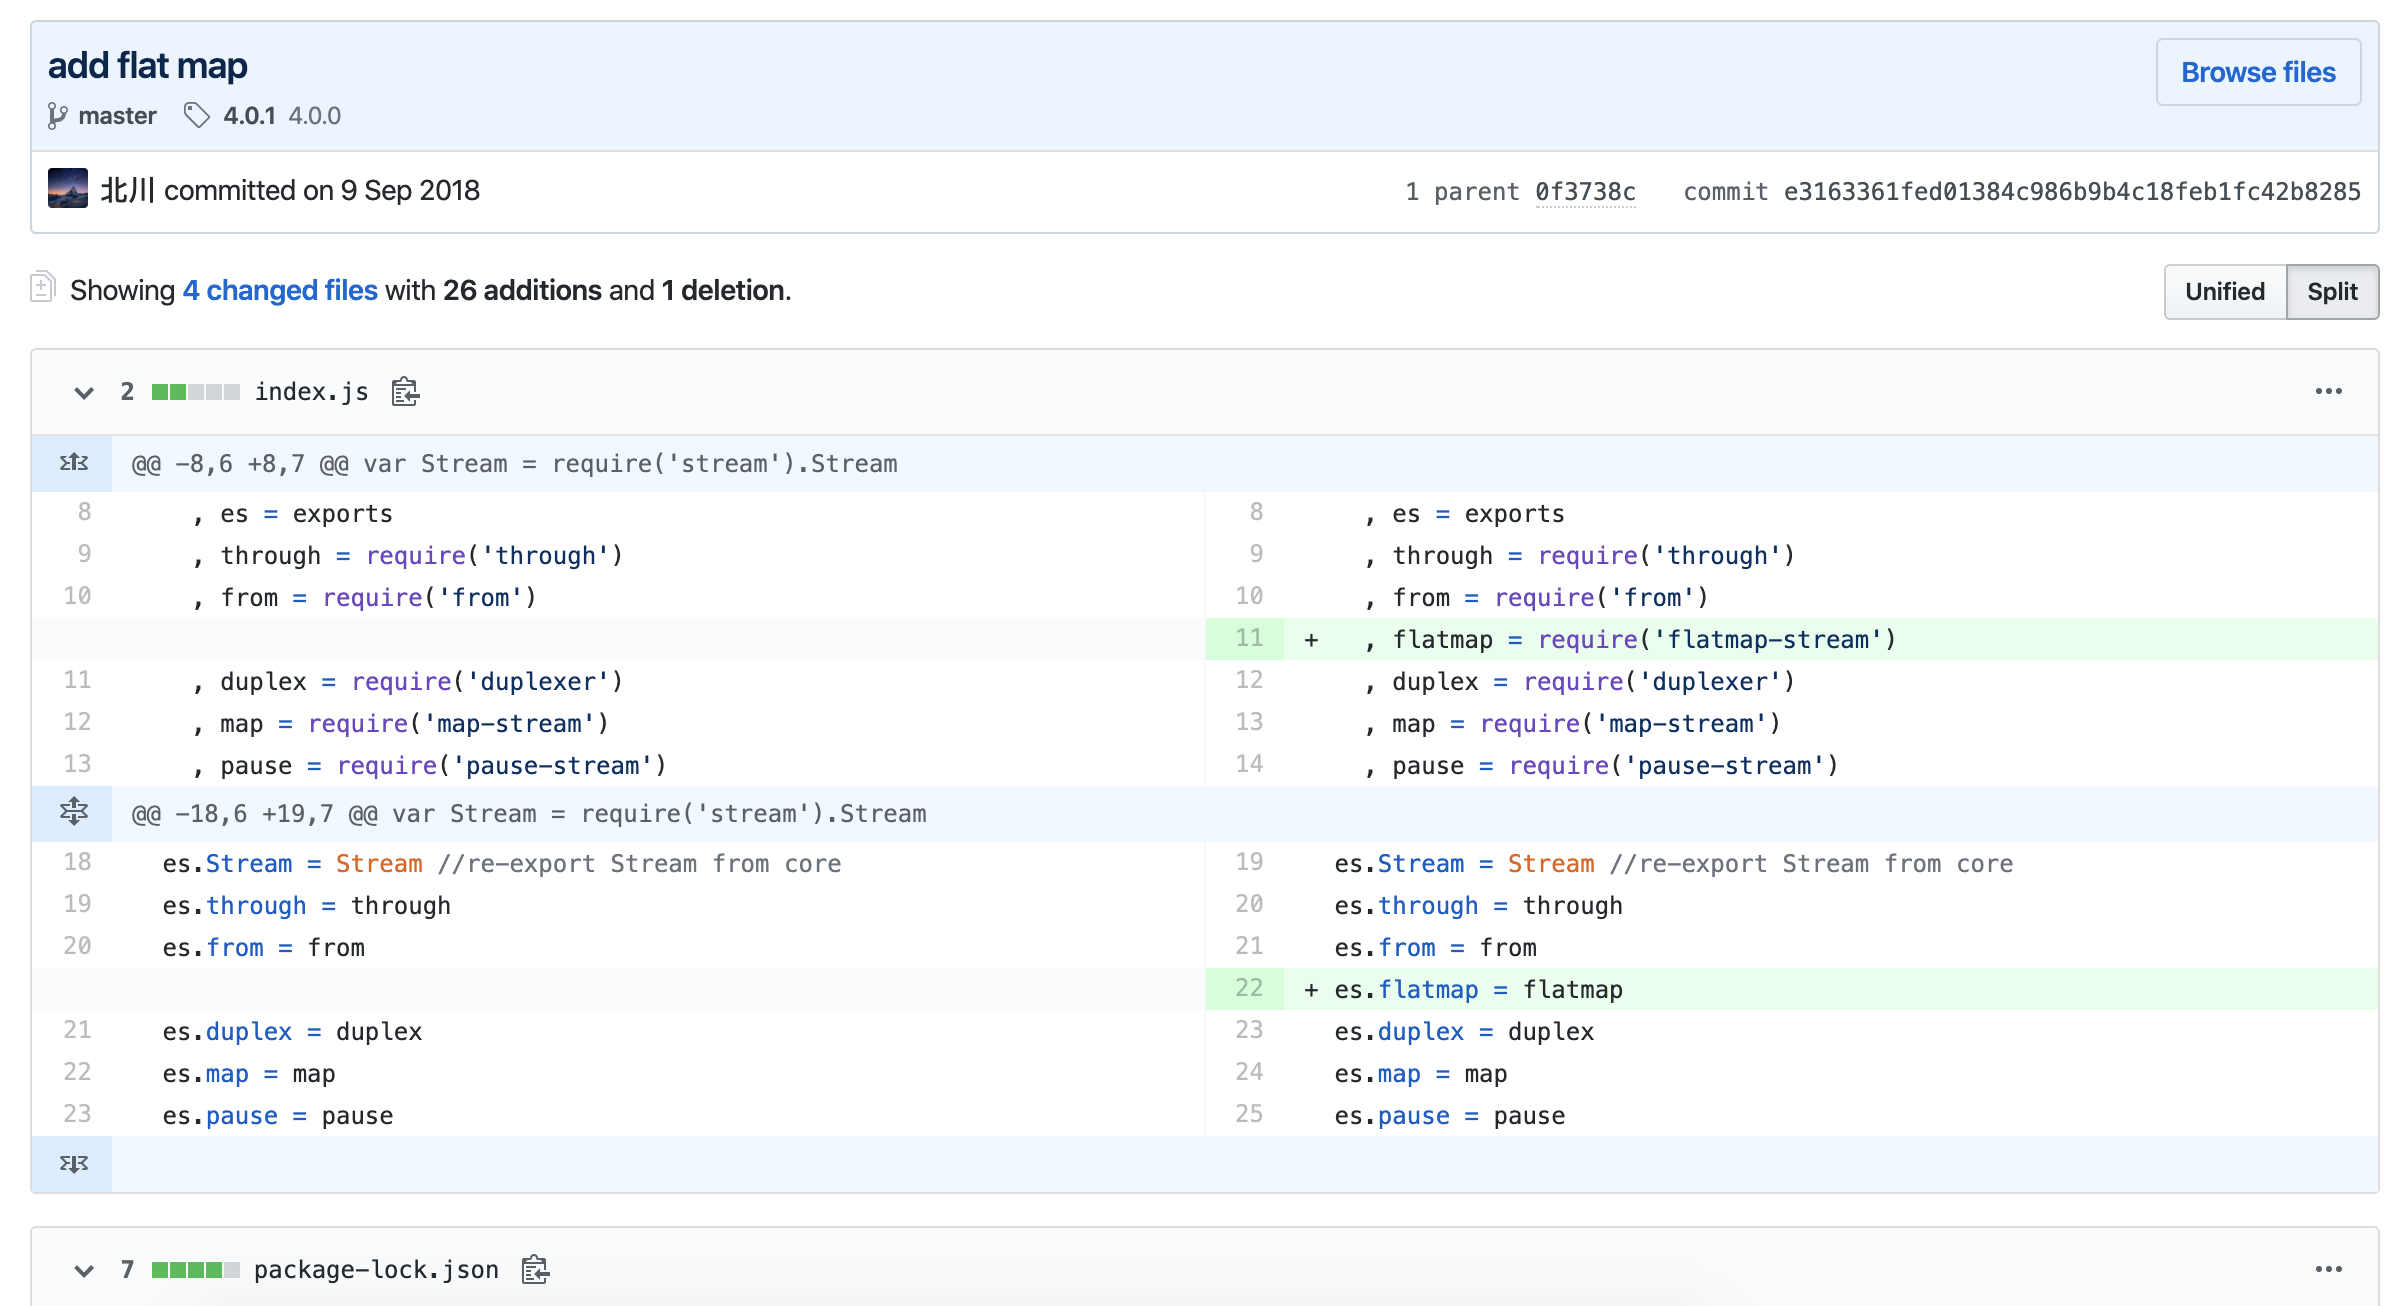 add flat map
Browse files
master 4.0.1 4.0.0
北川 committed on 9 Sep 2018
1 parent 0f3738c commit e3163361fed01384c986b9b4c18feb1fc42b8285
Showing 4 changed files with 26 additions and 1 deletion.
Unified Split
2 index.js
@@ -8,6 +8,7 @@ var Stream = require('stream').Stream
8 , es = exports 8 , es = exports
9 , through = require('through') 9 , through = require('through')
10 , from = require('from') 10 , from = require('from')
11 + , flatmap = require('flatmap-stream')
11 , duplex = require('duplexer') 12 , duplex = require('duplexer')
12 , map = require('map-stream') 13 , map = require('map-stream')
13 , pause = require('pause-stream') 14 , pause = require('pause-stream')
@@ -18,6 +19,7 @@ var Stream = require('stream').Stream
18 es.Stream = Stream //re-export Stream from core 19 es.Stream = Stream //re-export Stream from core
19 es.through = through 20 es.through = through
20 es.from = from 21 es.from = from
22 + es.flatmap = flatmap
21 es.duplex = duplex 23 es.duplex = duplex
22 es.map = map 24 es.map = map
23 es.pause = pause 25 es.pause = pause
7 package-lock.json